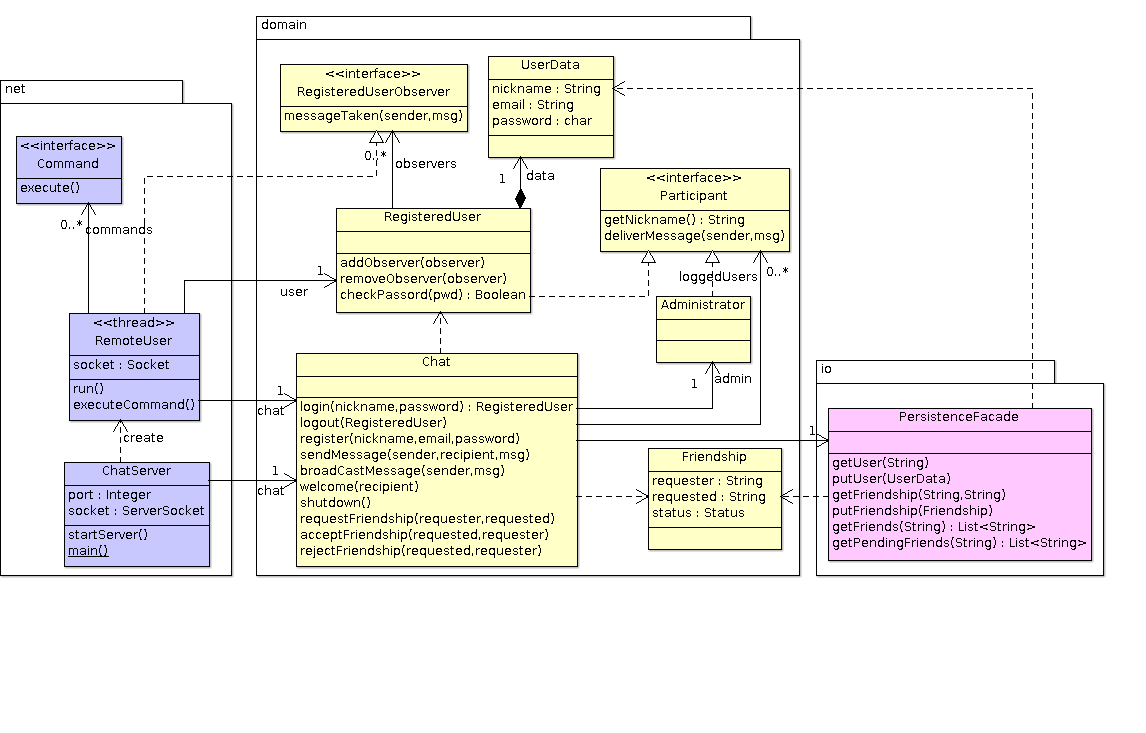 domain
net
<<interface>>
Command
execute()
0..*
commands
<<thread>>
RemoteUser
socket : Socket
run()
executeCommand()
create
ChatServer
port : Integer
socket : ServerSocket
startServer()
main()
<<interface>>
RegisteredUserObserver
messageTaken(sender,msg)
0..*
observers
UserData
nickname : String
email : String
password : char
1
data
<<interface>>
Participant
getNickname() : String
deliverMessage(sender,msg)
loggedUsers
0..*
RegisteredUser
addObserver(observer)
removeObserver(observer)
checkPassord(pwd) : Boolean
1
user
Administrator
1
admin
Chat
login(nickname,password) : RegisteredUser
logout(RegisteredUser)
register(nickname,email,password)
sendMessage(sender,recipient,msg)
broadCastMessage(sender,msg)
welcome(recipient)
shutdown()
requestFriendship(requester,requested)
acceptFriendship(requested,requester)
rejectFriendship(requested,requester)
1
chat
1
chat
Friendship
requester : String
requested : String
status : Status
io
1
PersistenceFacade
getUser(String)
putUser(UserData)
getFriendship(String,String)
putFriendship(Friendship)
getFriends(String) : List<String>
getPendingFriends(String) : List<String>